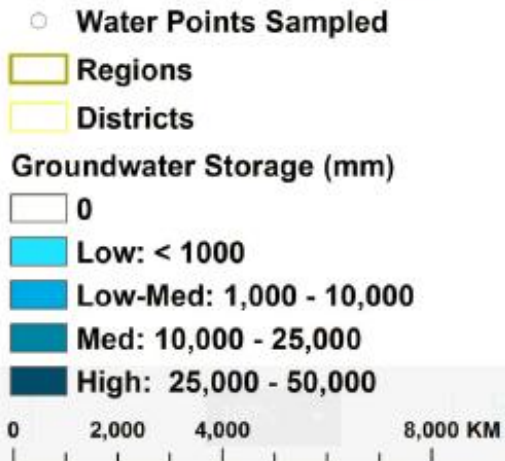 Water Points Sampled
Regions
Districts
Groundwater Storage (mm)
0
Low: < 1000
Low-Med: 1,000 - 10,000
Med: 10,000 - 25,000
High: 25,000 - 50,000
0 2,000 4,000 8,000 KM